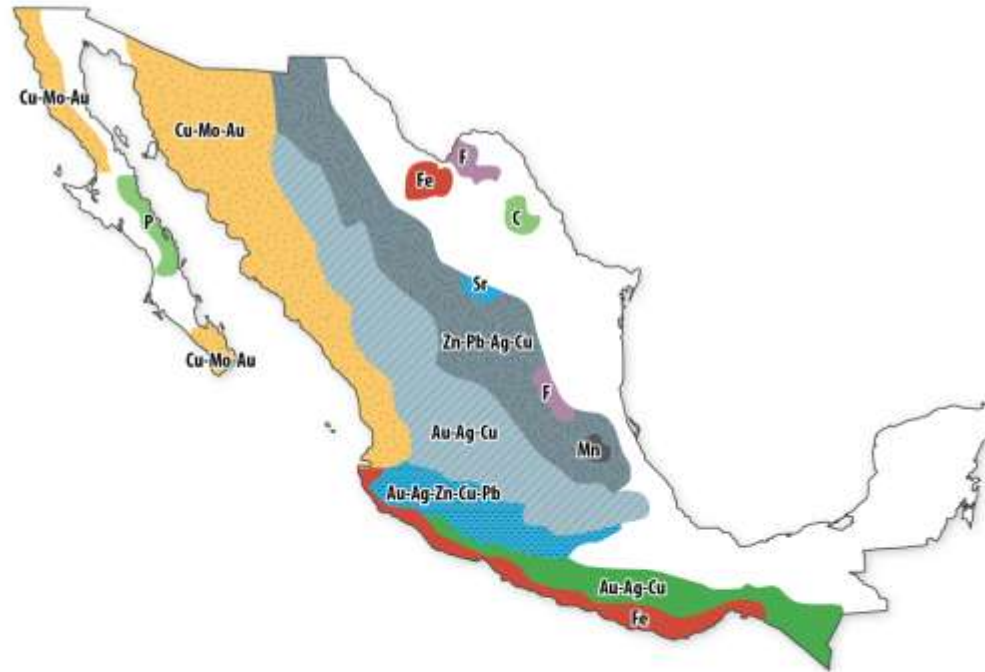 Cu-Mo-Au
Cu-Mo-Au
F
Fe
C
P
Sr
Zn-Pb-Ag-Cu
Cu-Mo-Au
F
Au-Ag-Cu
Mn
Au-Ag-Zn-Cu-Pb
Au-Ag-Cu
Fe